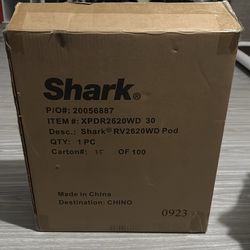 Shark®
P/O#: 20056887
ITEM #: XPDR2620WD 30
Desc.: Shark® RV2620WD Pod
QTY: 1 PC
Carton#: OF 100
Made in China
Destination: CHINO
0923